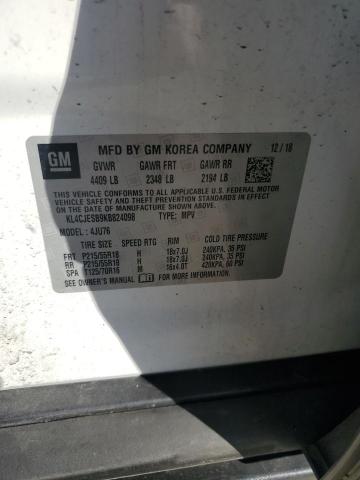 GM
MFD BY GM KOREA COMPANY 12/18
GVWR GAWR FRT GAWR RR
4409 LB 2348 LB 2194 LB
THIS VEHICLE CONFORMS TO ALL APPLICABLE U.S. FEDERAL MOTOR
VEHICLE SAFETY, BUMPER, AND THEFT PREVENTION STANDARDS
IN EFFECT ON THE DATE OF MANUFACTURE SHOWN ABOVE.
KL4CJESB9KB824098 TYPE: MPV
MODEL: 4JU76
TIRE SIZE SPEED RTG RIM COLD TIRE PRESSURE
FRT P215/55R18 H 18x7.0J 240KPA, 35 PSI
RR P215/55R18 H 18x7.0J 240KPA, 35 PSI
SPA T125/70R16 M 16x4.0T 420KPA, 60 PSI
SEE OWNER'S MANUAL FOR MORE INFORMATION.